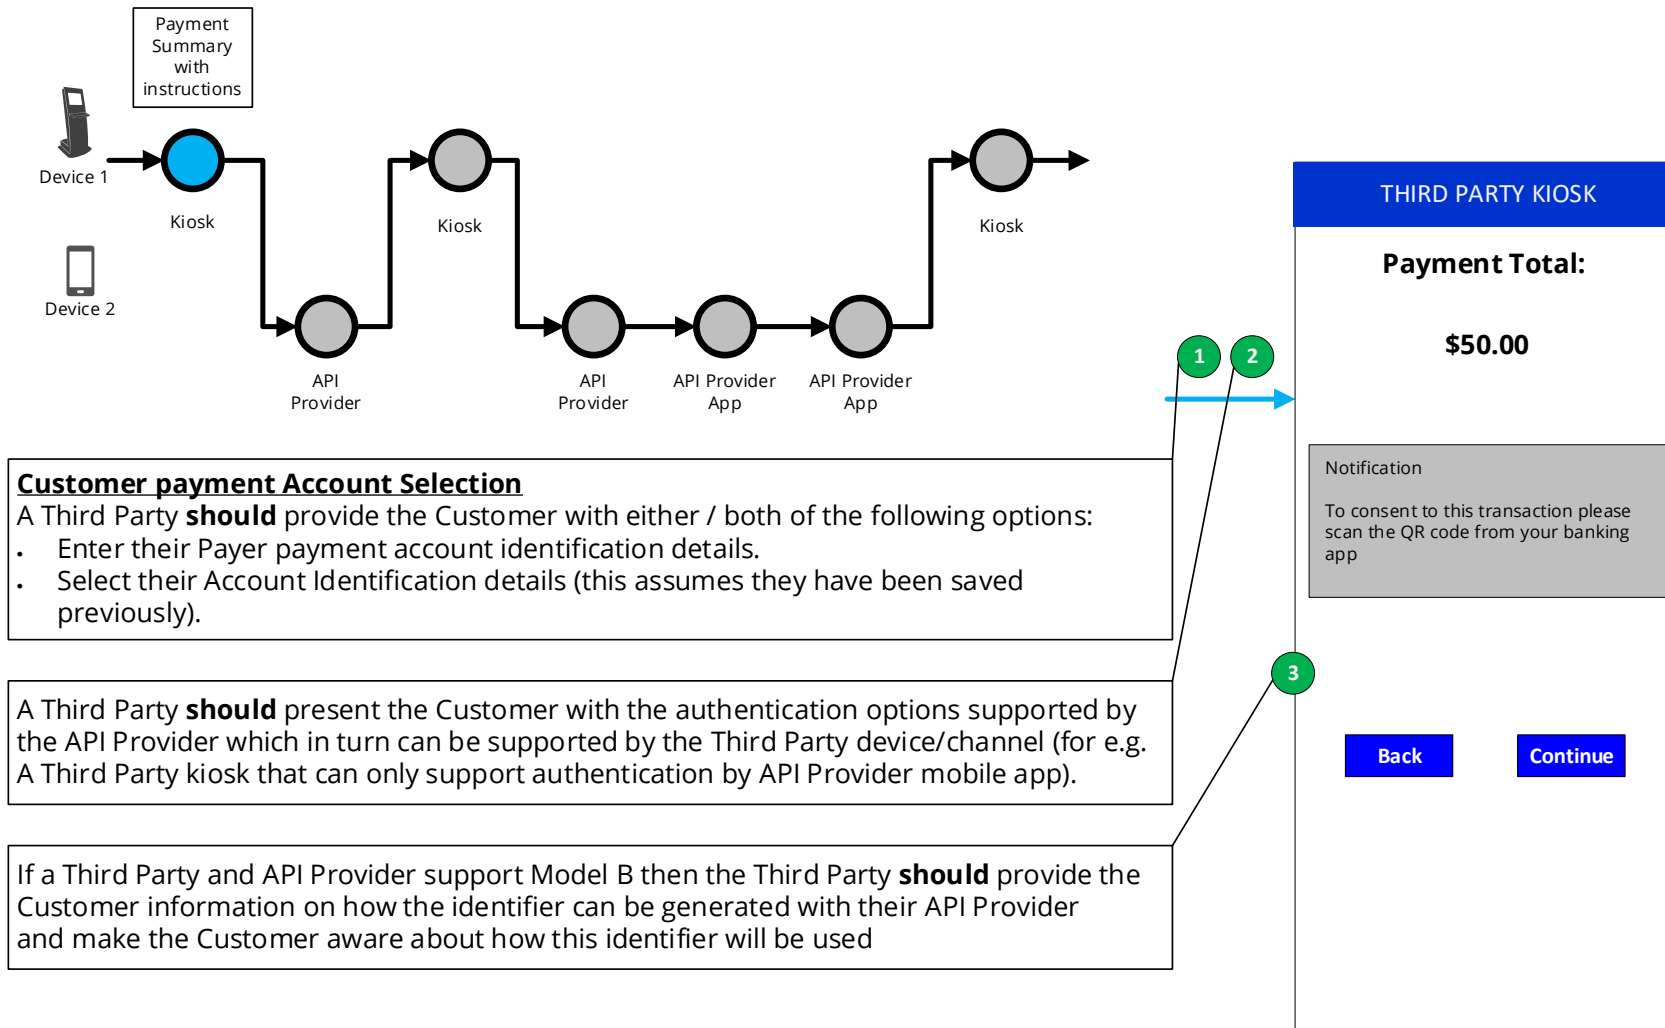 Payment
Summary
with
instructions
Device 1
Kiosk
Kiosk
Kiosk
Device 2
API
Provider
API
Provider
API Provider
App
API Provider
App
1
2
Customer payment Account Selection
A Third Party should provide the Customer with either / both of the following options:
• Enter their Payer payment account identification details.
• Select their Account Identification details (this assumes they have been saved
previously).
A Third Party should present the Customer with the authentication options supported by
the API Provider which in turn can be supported by the Third Party device/channel (for e.g.
A Third Party kiosk that can only support authentication by API Provider mobile app).
3
If a Third Party and API Provider support Model B then the Third Party should provide the
Customer information on how the identifier can be generated with their API Provider
and make the Customer aware about how this identifier will be used
THIRD PARTY KIOSK
Payment Total:
$50.00
Notification
To consent to this transaction please
scan the QR code from your banking
app
Back
Continue